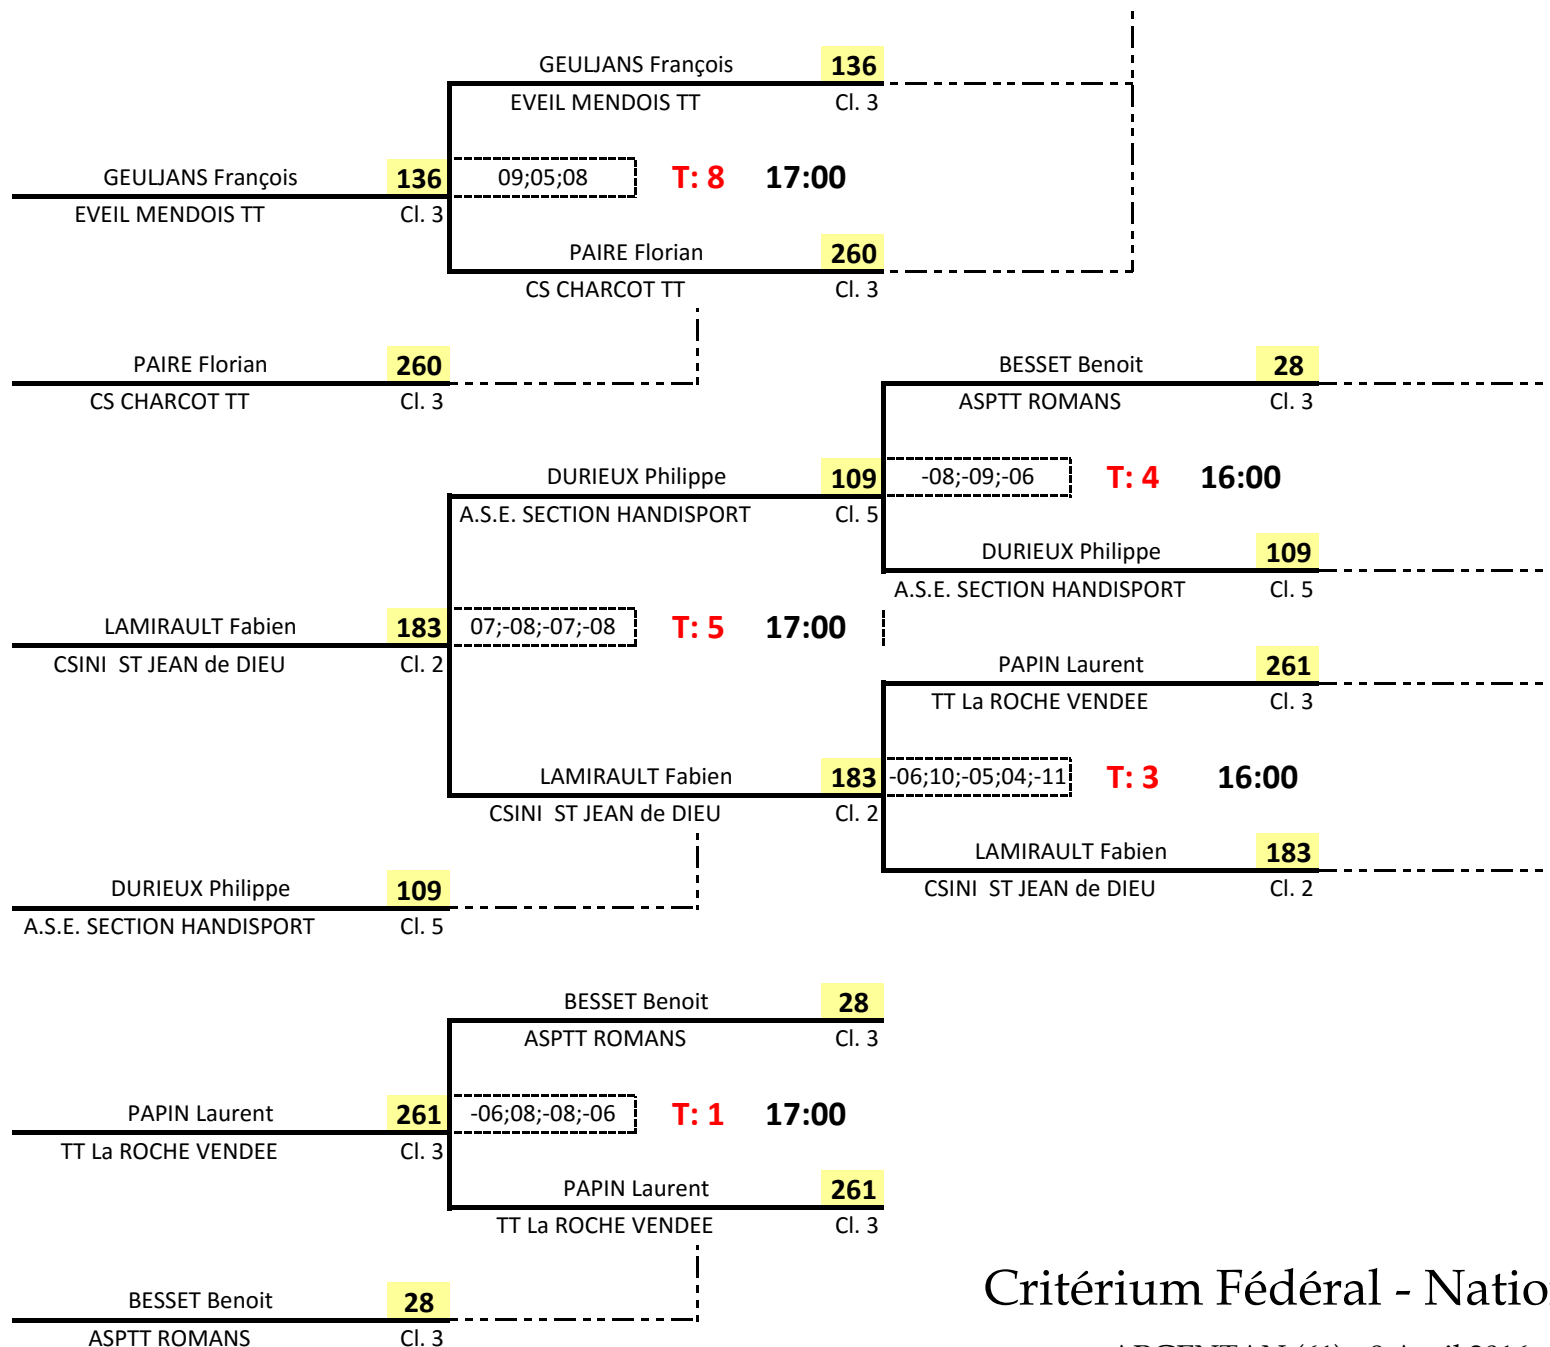 GEULJANS François 136
EVEIL MENDOIS TT Cl. 3
GEULJANS François 136 09;05;08 T: 8 17:00
EVEIL MENDOIS TT Cl. 3
PAIRE Florian 260
CS CHARCOT TT Cl. 3
PAIRE Florian 260 BESSET Benoit 28
CS CHARCOT TT Cl. 3 ASPTT ROMANS Cl. 3
DURIEUX Philippe 109 -08;-09;-06 T: 4 16:00
A.S.E. SECTION HANDISPORT Cl. 5
DURIEUX Philippe 109
A.S.E. SECTION HANDISPORT Cl. 5
LAMIRAULT Fabien 183 07;-08;-07;-08 T: 5 17:00
CSINI ST JEAN de DIEU Cl. 2 PAPIN Laurent 261
TT La ROCHE VENDEE Cl. 3
LAMIRAULT Fabien 183 -06;10;-05;04;-11 T: 3 16:00
CSINI ST JEAN de DIEU Cl. 2
LAMIRAULT Fabien 183
DURIEUX Philippe 109 CSINI ST JEAN de DIEU Cl. 2
A.S.E. SECTION HANDISPORT Cl. 5
BESSET Benoit 28
ASPTT ROMANS Cl. 3
PAPIN Laurent 261 -06;08;-08;-06 T: 1 17:00
TT La ROCHE VENDEE Cl. 3
PAPIN Laurent 261
TT La ROCHE VENDEE Cl. 3
Critérium Fédéral - Natio
BESSET Benoit 28
ASPTT ROMANS Cl. 3